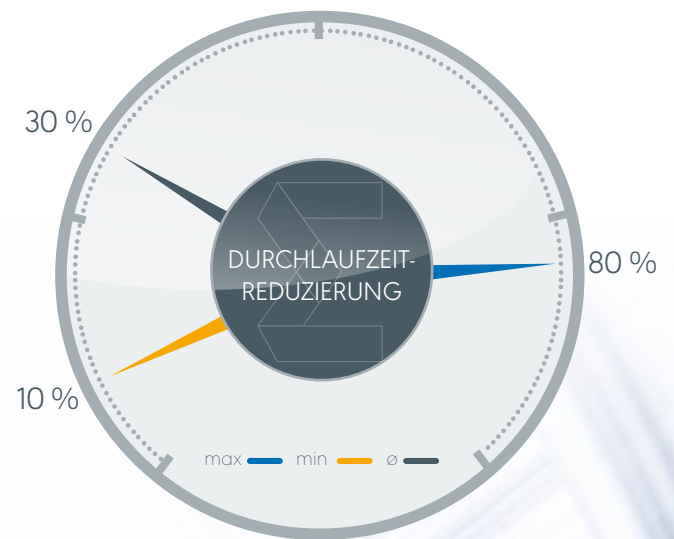 30 %
DURCHLAUFZEIT-
REDUZIERUNG
80 %
10 %
max min ø